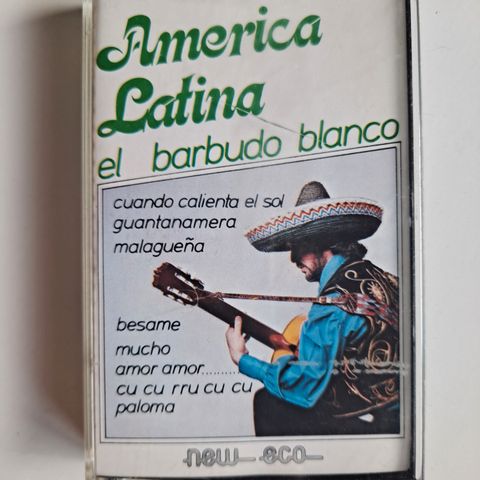 America
Latina
el barbudo blanco
cuando calienta el sol
guantanamera
malagueña
besame
mucho
amor amor..........
cu cu rru cu cu
paloma
new eco